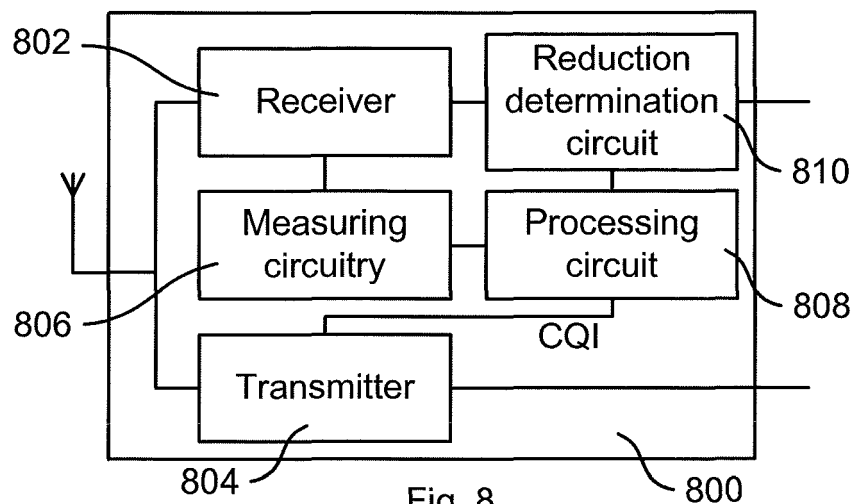 802
Receiver
Reduction
determination
circuit
810
Measuring
circuitry
Processing
circuit
806
808
CQI
Transmitter
804
800
Fig. 8